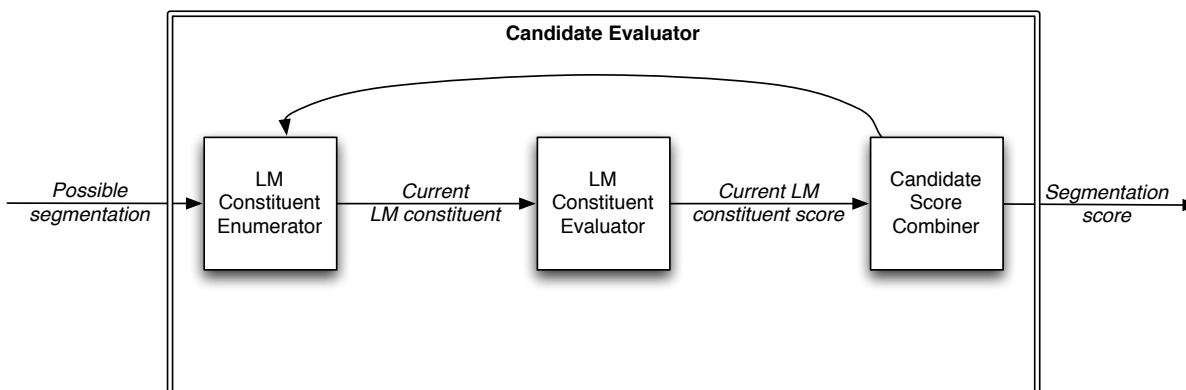 Candidate Evaluator
Possible
segmentation
LM
Constituent
Enumerator
Current
LM constituent
LM
Constituent
Evaluator
Current LM
constituent score
Candidate
Score
Combiner
Segmentation
score